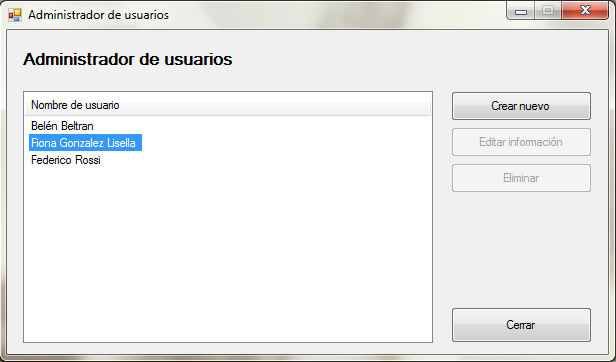 Administrador de usuarios
Administrador de usuarios
Nombre de usuario
Belén Beltran
Fiona Gonzalez Lisella
Federico Rossi
Crear nuevo
Editar información
Eliminar
Cerrar